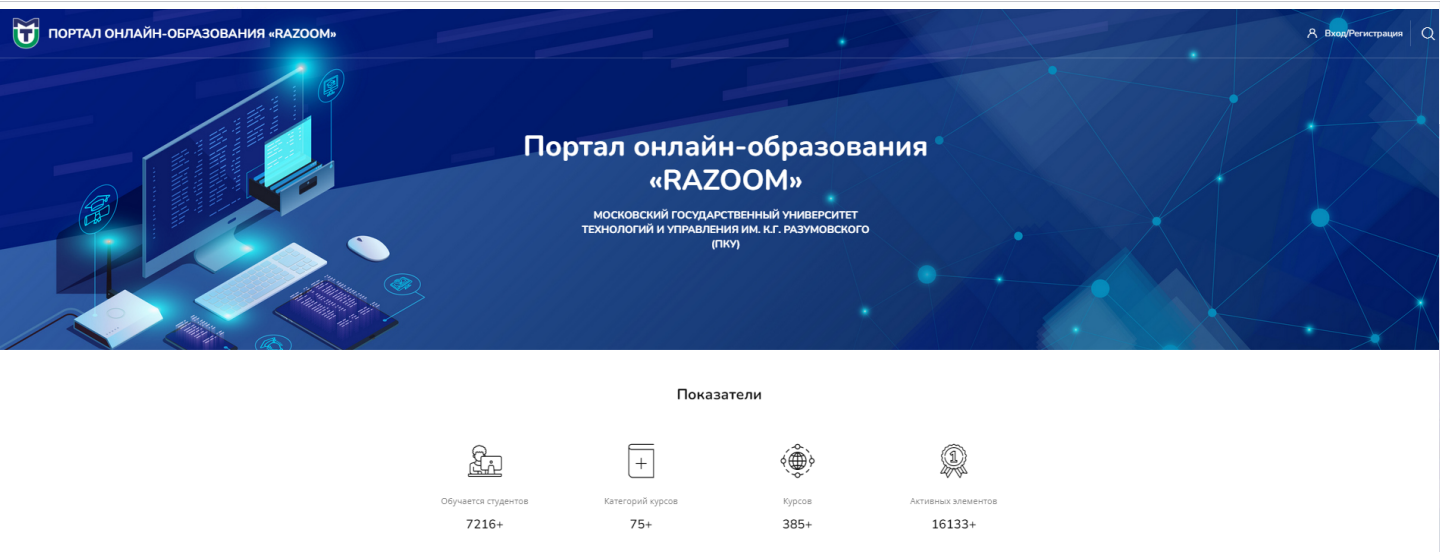 ПОРТАЛ ОНЛАЙН-ОБРАЗОВАНИЯ «RAZOOM»
Вход/Регистрация
Портал онлайн-образования
«RAZOOM»
МОСКОВСКИЙ ГОСУДАРСТВЕННЫЙ УНИВЕРСИТЕТ
ТЕХНОЛОГИЙ И УПРАВЛЕНИЯ ИМ. К.Г. РАЗУМОВСКОГО
(ПКУ)
Показатели
Обучается студентов
Категорий курсов
Курсов
Активных элементов
7216+
75+
385+
16133+